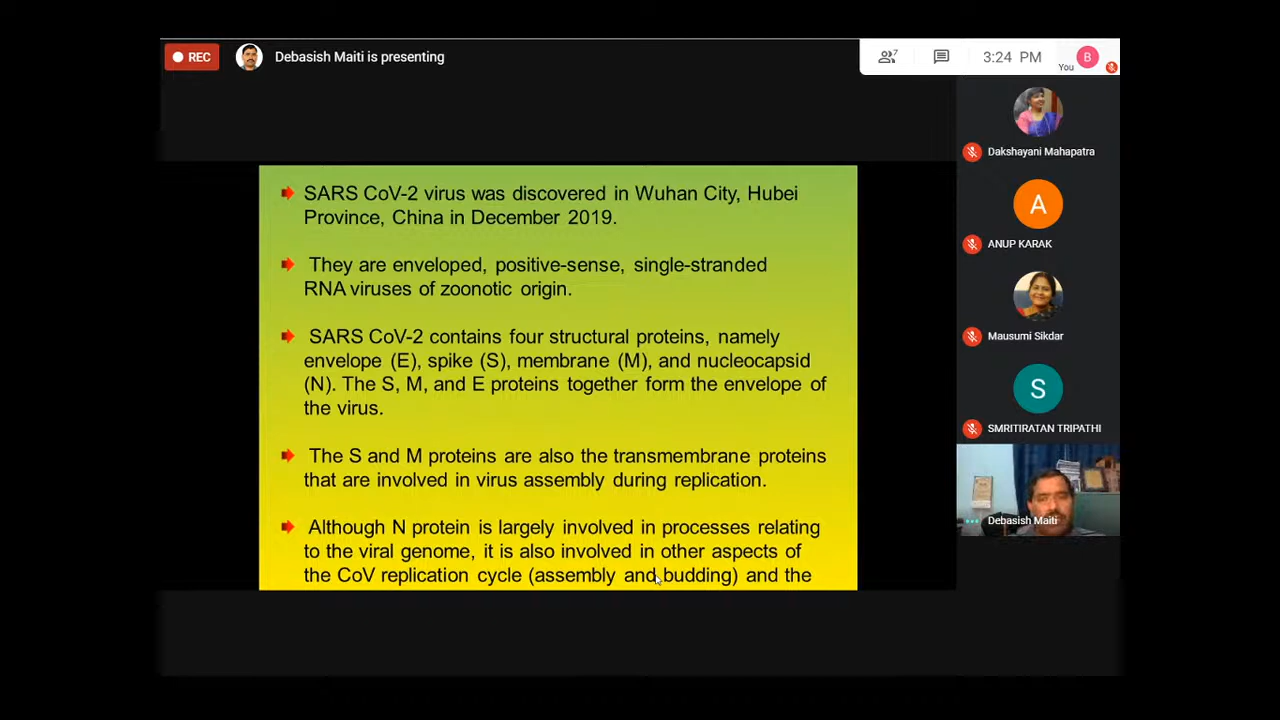 REC
Debasish Maiti is presenting
7
3:24 PM
You
B
Dakshayani Mahapatra
A
ANUP KARAK
Mausumi Sikdar
S
SMRITIRATAN TRIPATHI
Debasish Maiti
SARS CoV-2 virus was discovered in Wuhan City, Hubei
Province, China in December 2019.
They are enveloped, positive-sense, single-stranded
RNA viruses of zoonotic origin.
SARS CoV-2 contains four structural proteins, namely
envelope (E), spike (S), membrane (M), and nucleocapsid
(N). The S, M, and E proteins together form the envelope of
the virus.
The S and M proteins are also the transmembrane proteins
that are involved in virus assembly during replication.
Although N protein is largely involved in processes relating
to the viral genome, it is also involved in other aspects of
the CoV replication cycle (assembly and budding) and the